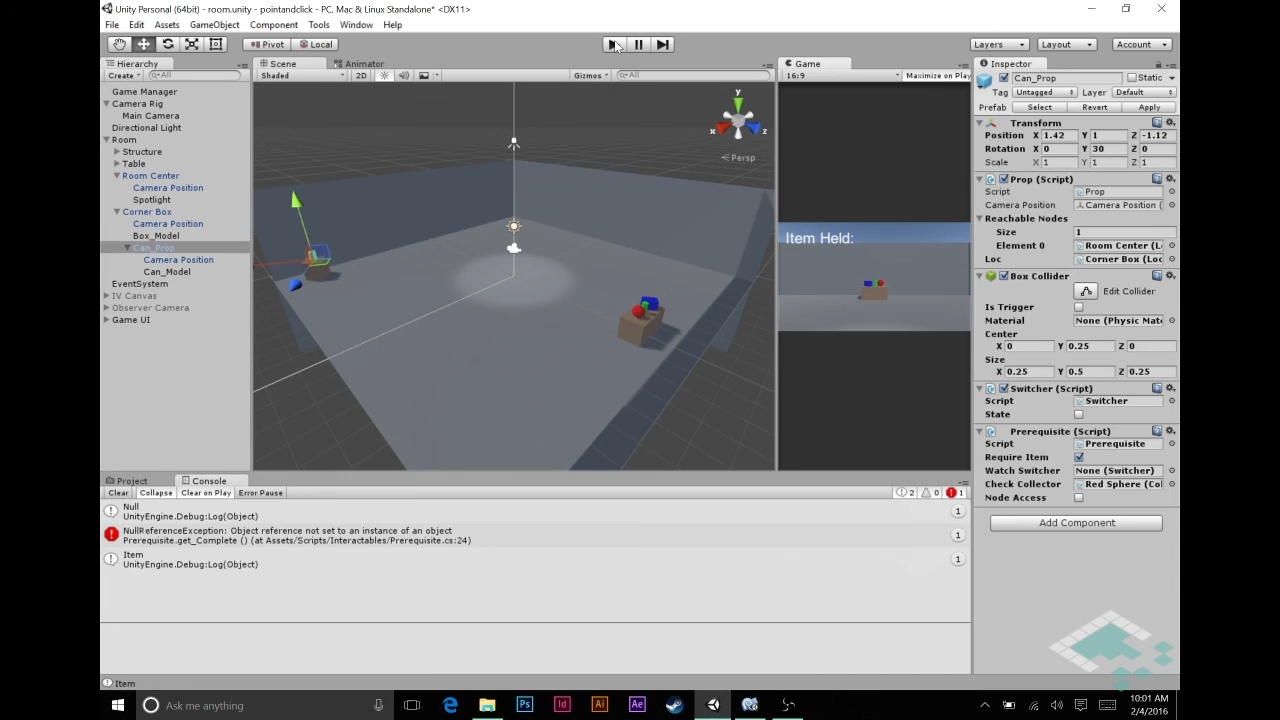 Unity Personal (64bit) - room.unity - pointandclick - PC, Mac & Linux Standalone* <DX11>
File Edit Assets GameObject Component Tools Window Help
Pivot Local Layers Layout Account
Hierarchy Scene Animator Game Inspector
Create All Shaded 2D Gizmos All 16:9 Maximize on Play
Can_Prop Static
Tag Untagged Layer Default
Prefab Select Revert Apply
Game Manager
Camera Rig
Main Camera
Directional Light
Room
Structure
Table
Room Center
Camera Position
Spotlight
Corner Box
Camera Position
Box_Model
Can_Prop
Camera Position
Can_Model
EventSystem
IV Canvas
Observer Camera
Game UI
y
x
z
Persp
Item Held:
Transform
Position X 1.42 Y 1 Z -1.12
Rotation X 0 Y 30 Z 0
Scale X 1 Y 1 Z 1
Prop (Script)
Script Prop
Camera Position Camera Position (
Reachable Nodes
Size 1
Element 0 Room Center (L
Loc Corner Box (Loc
Box Collider
Edit Collider
Is Trigger
Material None (Physic Mate
Center
X 0 Y 0.25 Z 0
Size
X 0.25 Y 0.5 Z 0.25
Switcher (Script)
Script Switcher
State
Prerequisite (Script)
Script Prerequisite
Require Item
Watch Switcher None (Switcher)
Check Collector Red Sphere (Col
Node Access
Add Component
Project Console
Clear Collapse Clear on Play Error Pause 2 0 1
Null
UnityEngine.Debug:Log(Object) 1
NullReferenceException: Object reference not set to an instance of an object
Prerequisite.get_Complete () (at Assets/Scripts/Interactables/Prerequisite.cs:24) 1
Item
UnityEngine.Debug:Log(Object) 1
Item
Ask me anything
Ps Id Ai Ae
10:01 AM
2/4/2016